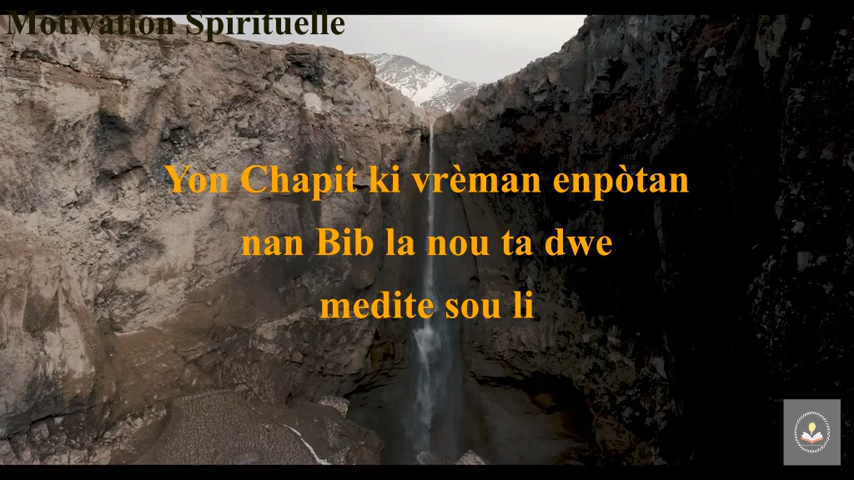 Motivation Spirituelle
Yon Chapit ki vrèman enpòtan
nan Bib la nou ta dwe
medite sou li